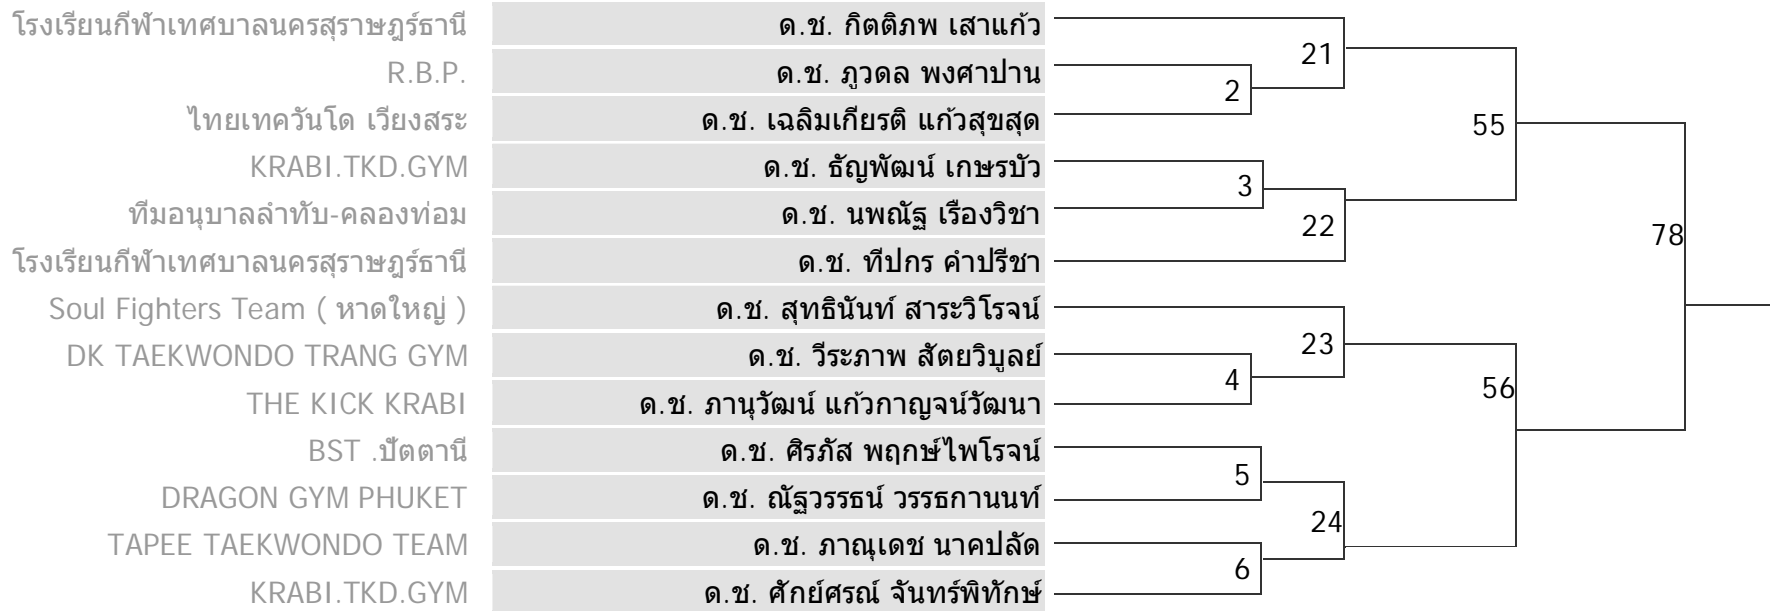 โรงเรียนกีฬาเทศบาลนครสุราษฎร์ธานี ด.ช. กิตติภพ เสาแก้ว
21
R.B.P. ด.ช. ภูวดล พงศาปาน
2
ไทยเทควันโด เวียงสระ ด.ช. เฉลิมเกียรติ แก้วสุขสุด
55
KRABI.TKD.GYM ด.ช. ธัญพัฒน์ เกษรบัว
3
ทีมอนุบาลลำทับ-คลองท่อม ด.ช. นพณัฐ เรืองวิชา
22
78
โรงเรียนกีฬาเทศบาลนครสุราษฎร์ธานี ด.ช. ทีปกร คำปรีชา
Soul Fighters Team ( หาดใหญ่ ) ด.ช. สุทธินันท์ สาระวิโรจน์
23
DK TAEKWONDO TRANG GYM ด.ช. วีระภาพ สัตยวิบูลย์
4
56
THE KICK KRABI ด.ช. ภานุวัฒน์ แก้วกาญจน์วัฒนา
BST .ปัตตานี ด.ช. ศิรภัส พฤกษ์ไพโรจน์
5
DRAGON GYM PHUKET ด.ช. ณัฐวรรธน์ วรรธกานนท์
24
TAPEE TAEKWONDO TEAM ด.ช. ภาณุเดช นาคปลัด
6
KRABI.TKD.GYM ด.ช. ศักย์ศรณ์ จันทร์พิทักษ์